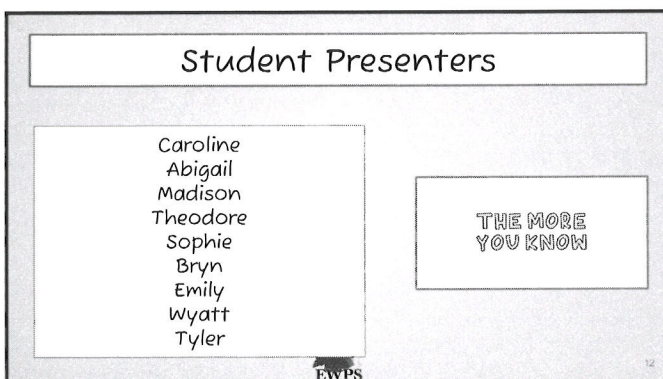 Student Presenters
Caroline
Abigail
Madison
Theodore
Sophie
Bryn
Emily
Wyatt
Tyler
THE MORE
YOU KNOW
EWPS
12